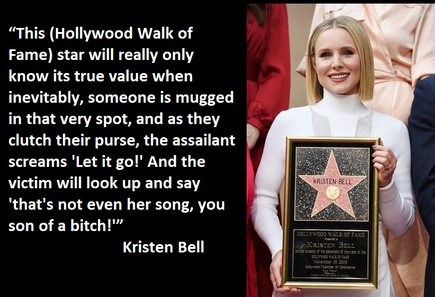 “This (Hollywood Walk of
Fame) star will really only
know its true value when
inevitably, someone is mugged
in that very spot, and as they
clutch their purse, the assailant
screams 'Let it go!' And the
victim will look up and say
'that's not even her song, you
son of a bitch!'”
Kristen Bell
KRISTEN BELL
HOLLYWOOD WALK OF FAME
Presented to
KRISTEN BELL
HOLLYWOOD WALK OF FAME
November 19, 2019
Hollywood Chamber of Commerce